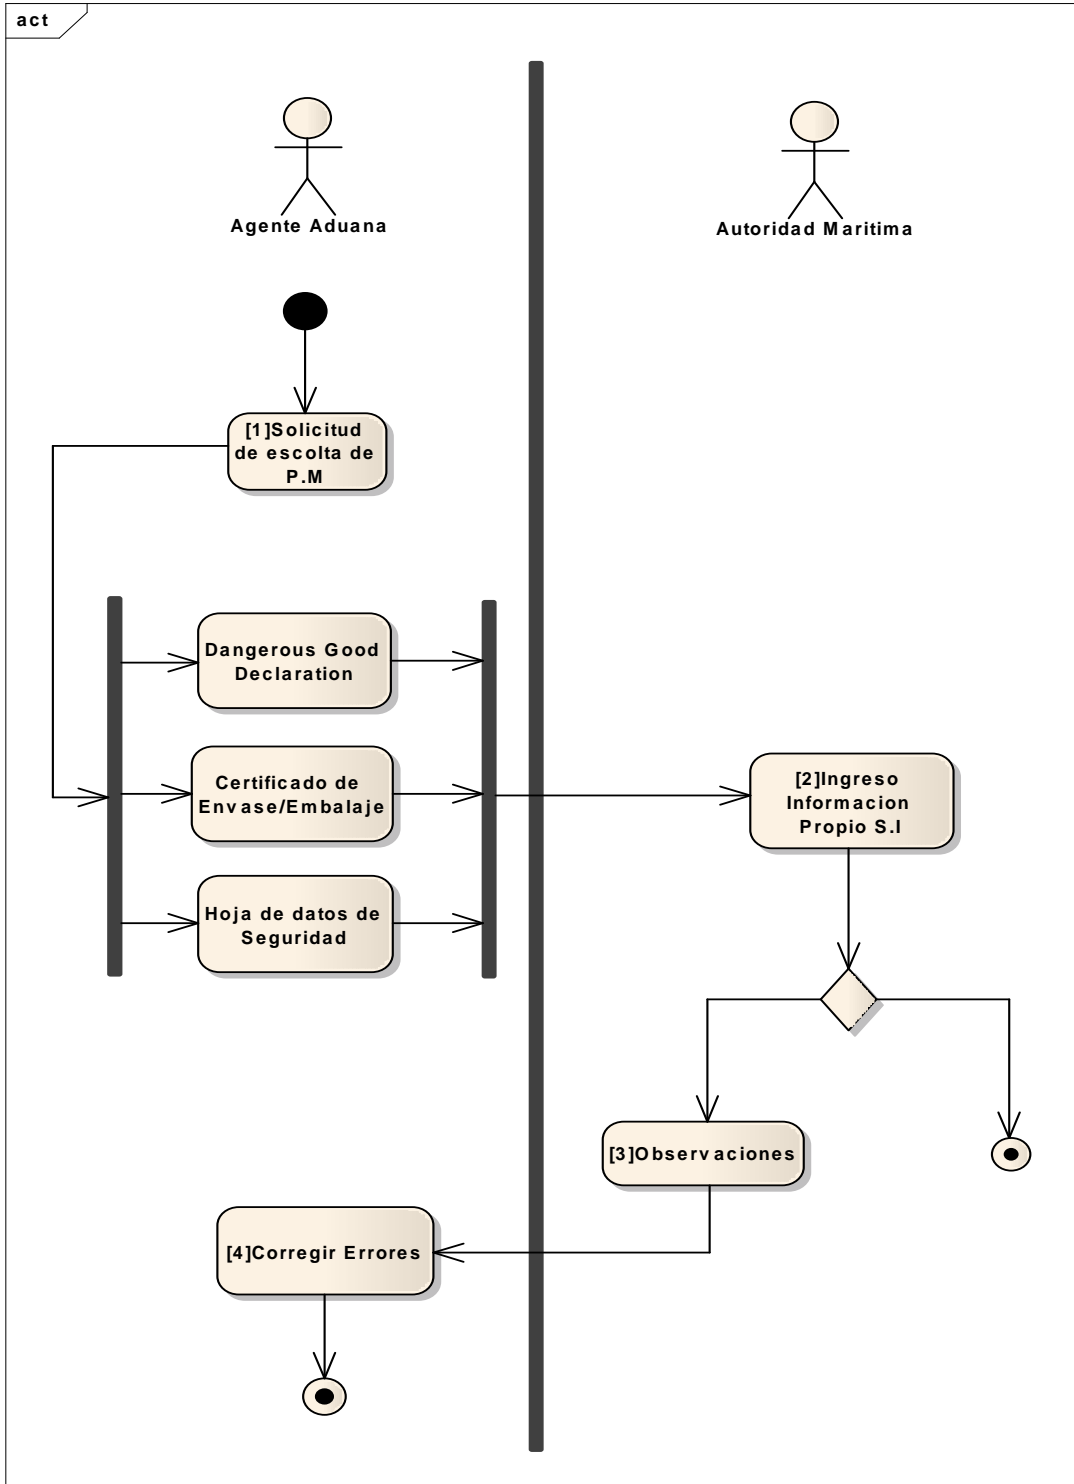 act
Agente Aduana
Autoridad Maritima
[1]Solicitud
de escolta de
P.M
Dangerous Good
Declaration
Certificado de
Envase/Embalaje
Hoja de datos de
Seguridad
[2]Ingreso
Informacion
Propio S.I
[3]Observaciones
[4]Corregir Errores